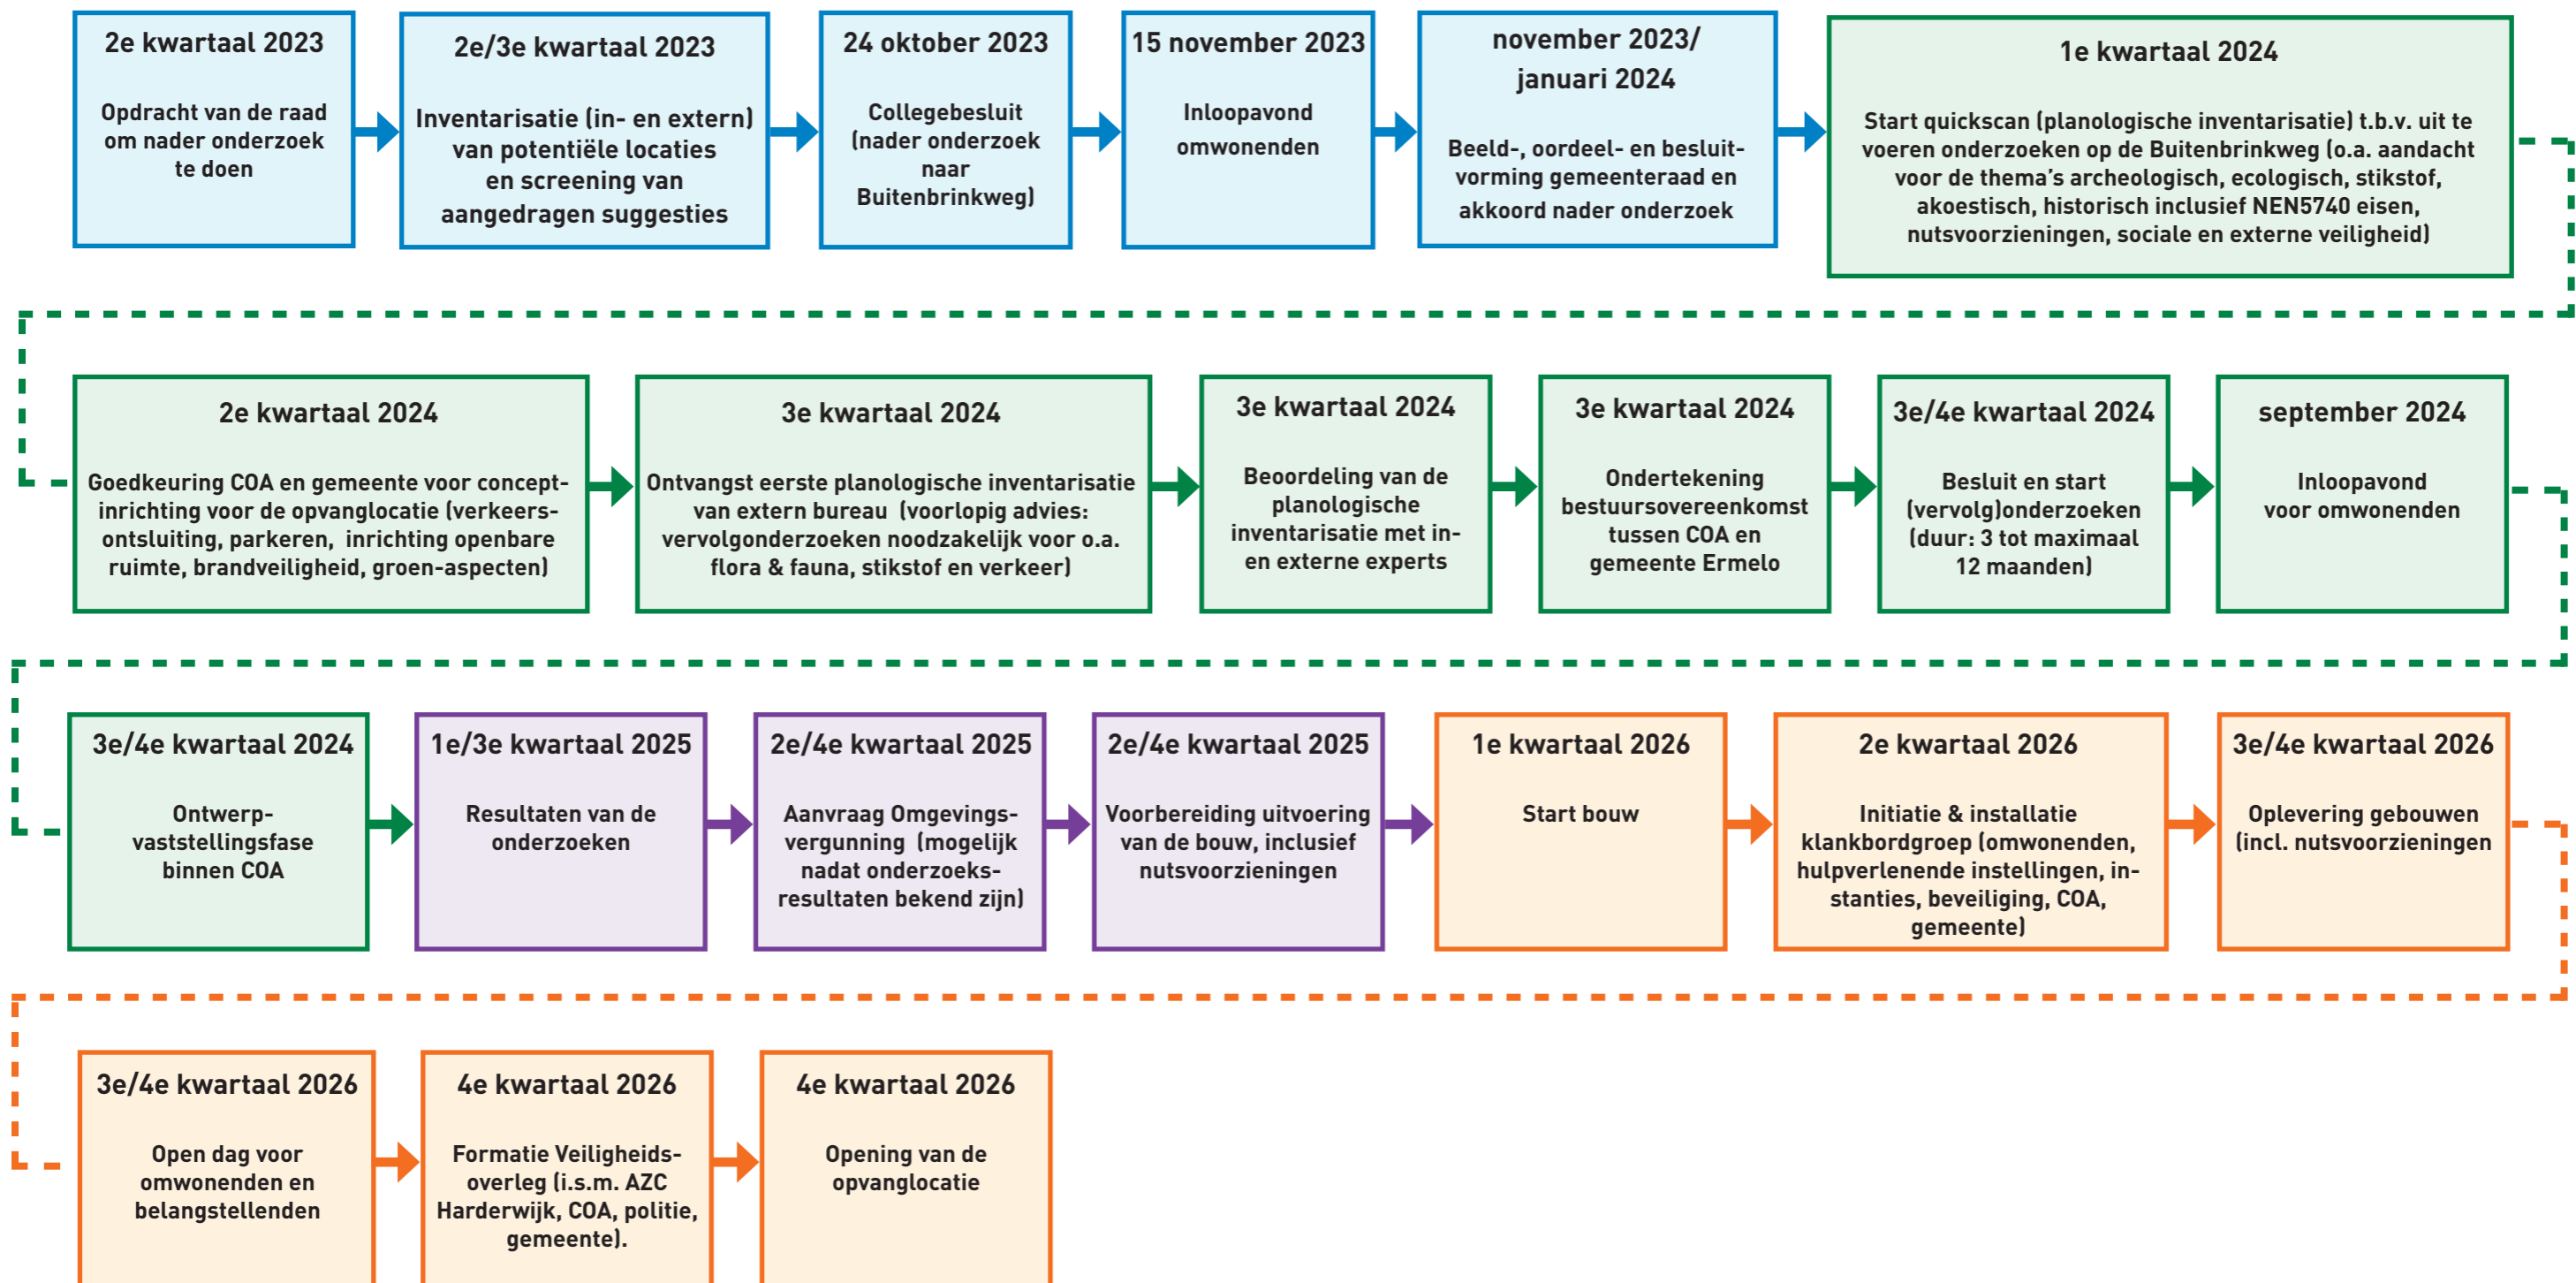 2e kwartaal 2023
Opdracht van de raad
om nader onderzoek
te doen
2e/3e kwartaal 2023
Inventarisatie (in- en extern)
van potentiële locaties
en screening van
aangedragen suggesties
24 oktober 2023
Collegebesluit
(nader onderzoek
naar
Buitenbrinkweg)
15 november 2023
Inloopavond
omwonenden
november 2023/
januari 2024
Beeld-, oordeel- en besluit-
vorming gemeenteraad en
akkoord nader onderzoek
1e kwartaal 2024
Start quickscan (planologische inventarisatie) t.b.v. uit te
voeren onderzoeken op de Buitenbrinkweg (o.a. aandacht
voor de thema’s archeologisch, ecologisch, stikstof,
akoestisch, historisch inclusief NEN5740 eisen,
nutsvoorzieningen, sociale en externe veiligheid)
2e kwartaal 2024
Goedkeuring COA en gemeente voor concept-
inrichting voor de opvanglocatie (verkeers-
ontsluiting, parkeren, inrichting openbare
ruimte, brandveiligheid, groen-aspecten)
3e kwartaal 2024
Ontvangst eerste planologische inventarisatie
van extern bureau (voorlopig advies:
vervolgonderzoeken noodzakelijk voor o.a.
flora & fauna, stikstof en verkeer)
3e kwartaal 2024
Beoordeling van de
planologische
inventarisatie met in-
en externe experts
3e kwartaal 2024
Ondertekening
bestuursovereenkomst
tussen COA en
gemeente Ermelo
3e/4e kwartaal 2024
Besluit en start
(vervolg)onderzoeken
(duur: 3 tot maximaal
12 maanden)
september 2024
Inloopavond
voor omwonenden
3e/4e kwartaal 2024
Ontwerp-
vaststellingsfase
binnen COA
1e/3e kwartaal 2025
Resultaten van de
onderzoeken
2e/4e kwartaal 2025
Aanvraag Omgevings-
vergunning (mogelijk
nadat onderzoeks-
resultaten bekend zijn)
2e/4e kwartaal 2025
Voorbereiding uitvoering
van de bouw, inclusief
nutsvoorzieningen
1e kwartaal 2026
Start bouw
2e kwartaal 2026
Initiatie & installatie
klankbordgroep (omwonenden,
hulpverlenende instellingen, in-
stanties, beveiliging, COA,
gemeente)
3e/4e kwartaal 2026
Oplevering gebouwen
(incl. nutsvoorzieningen
3e/4e kwartaal 2026
Open dag voor
omwonenden en
belangstellenden
4e kwartaal 2026
Formatie Veiligheids-
overleg (i.s.m. AZC
Harderwijk, COA, politie,
gemeente).
4e kwartaal 2026
Opening van de
opvanglocatie